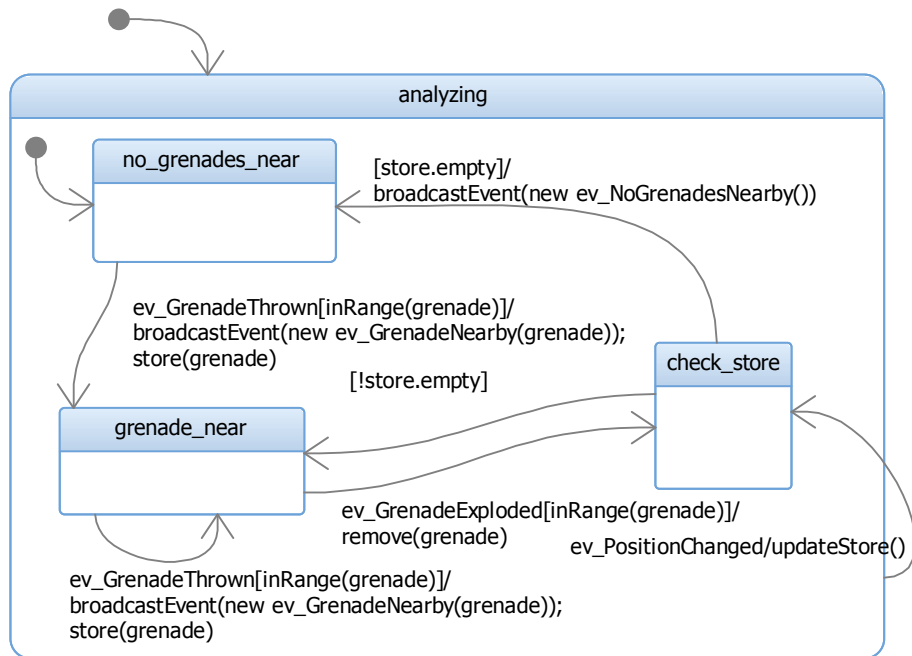 analyzing
no_grenades_near
[store.empty]/
broadcastEvent(new ev_NoGrenadesNearby())
ev_GrenadeThrown[inRange(grenade)]/
broadcastEvent(new ev_GrenadeNearby(grenade));
store(grenade)
check_store
[!store.empty]
grenade_near
ev_GrenadeExploded[inRange(grenade)]/
remove(grenade)
ev_PositionChanged/updateStore()
ev_GrenadeThrown[inRange(grenade)]/
broadcastEvent(new ev_GrenadeNearby(grenade));
store(grenade)